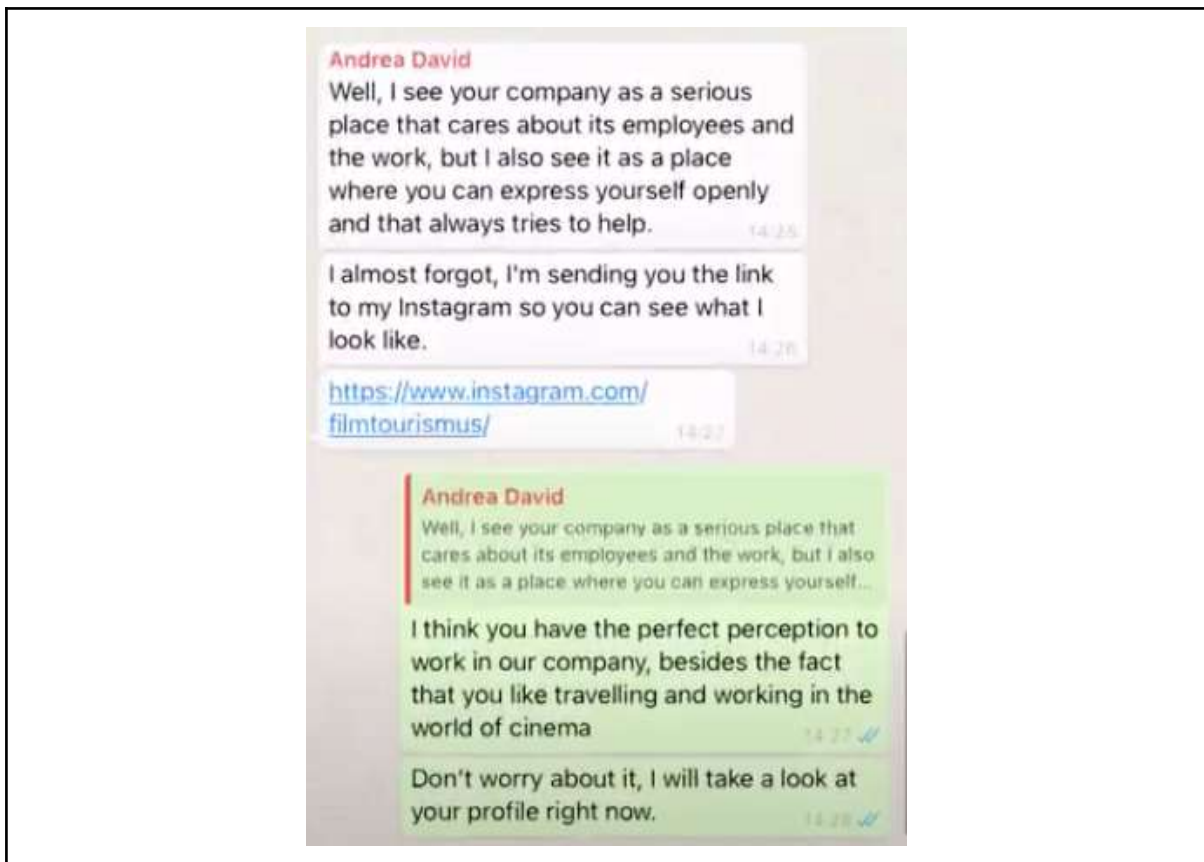 Andrea David
Well, I see your company as a serious
place that cares about its employees and
the work, but I also see it as a place
where you can express yourself openly
and that always tries to help.
I almost forgot, I'm sending you the link
to my Instagram so you can see what I
look like.
14:26
https://www.instagram.com/
filmtourismus/
14:27
Andrea David
Well, I see your company as a serious place that
cares about its employees and the work, but I also
see it as a place where you can express yourself...
I think you have the perfect perception to
work in our company, besides the fact
that you like travelling and working in the
world of cinema
14:27
Don't worry about it, I will take a look at
your profile right now.